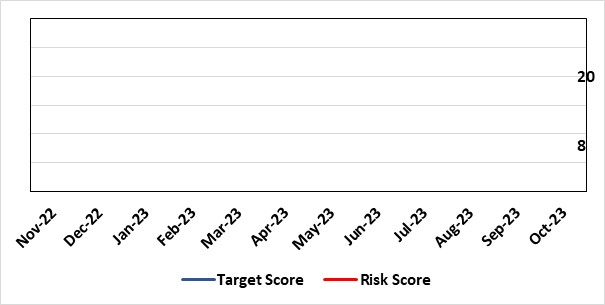 20
8
Nov-22 Dec-22 Jan-23 Feb-23 Mar-23 Apr-23 May-23 Jun-23 Jul-23 Aug-23 Sep-23 Oct-23
Target Score Risk Score